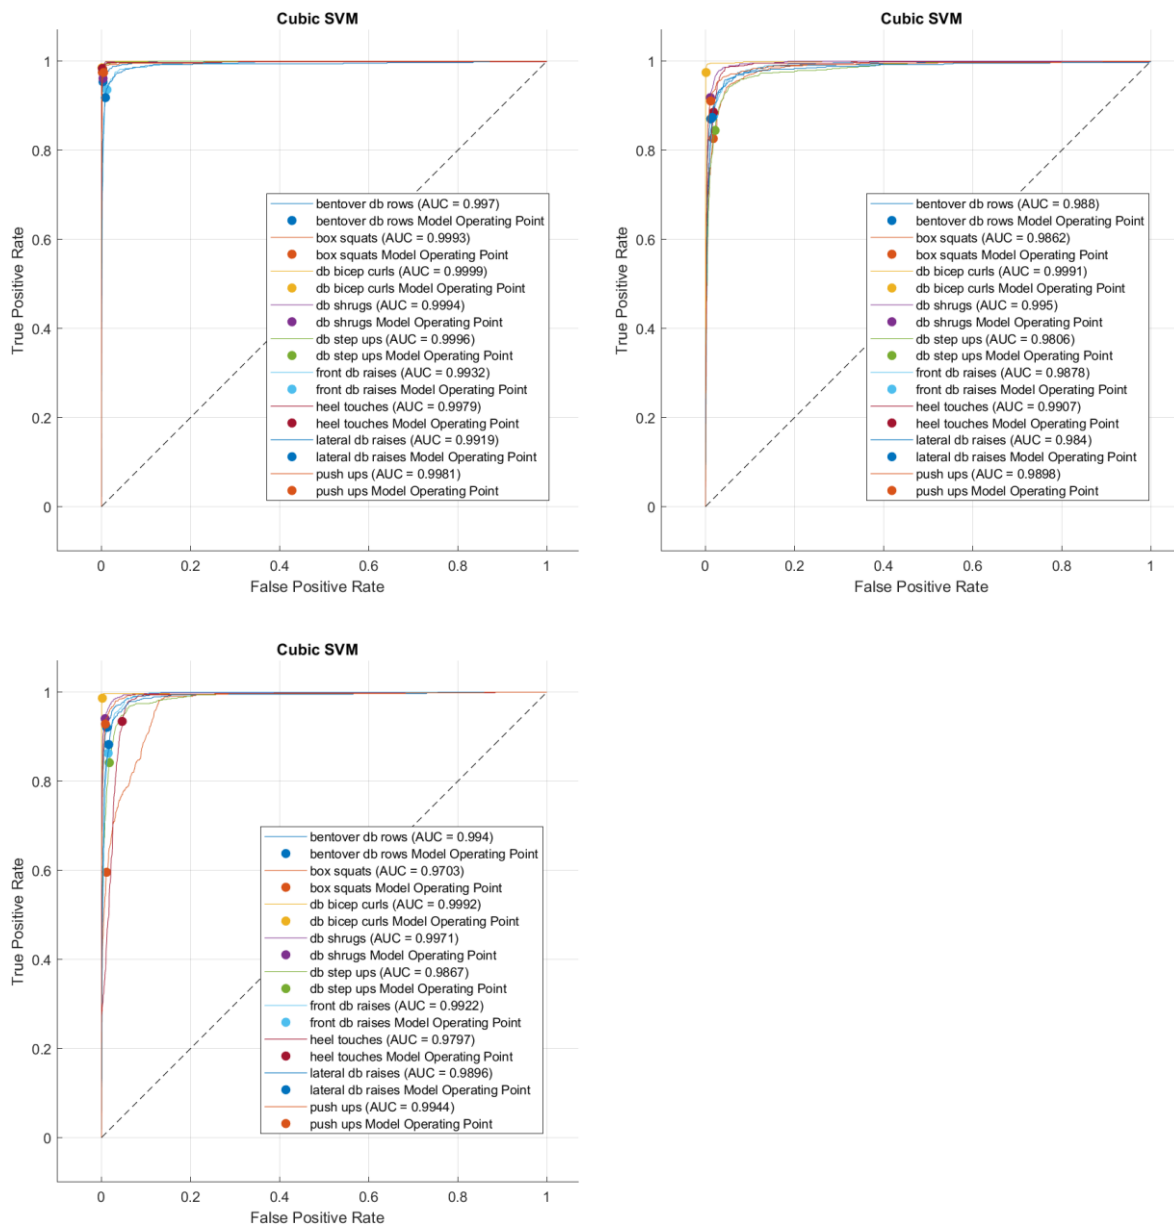 Cubic SVM
1
0.8
0.6
0.4
0.2
0
True Positive Rate
bentover db rows (AUC = 0.997)
bentover db rows Model Operating Point
box squats (AUC = 0.9993)
box squats Model Operating Point
db bicep curls (AUC = 0.9999)
db bicep curls Model Operating Point
db shrugs (AUC = 0.9994)
db shrugs Model Operating Point
db step ups (AUC = 0.9996)
db step ups Model Operating Point
front db raises (AUC = 0.9932)
front db raises Model Operating Point
heel touches (AUC = 0.9979)
heel touches Model Operating Point
lateral db raises (AUC = 0.9919)
lateral db raises Model Operating Point
push ups (AUC = 0.9981)
push ups Model Operating Point
0 0.2 0.4 0.6 0.8 1
False Positive Rate
Cubic SVM
1
0.8
0.6
0.4
0.2
0
True Positive Rate
bentover db rows (AUC = 0.988)
bentover db rows Model Operating Point
box squats (AUC = 0.9862)
box squats Model Operating Point
db bicep curls (AUC = 0.9991)
db bicep curls Model Operating Point
db shrugs (AUC = 0.995)
db shrugs Model Operating Point
db step ups (AUC = 0.9806)
db step ups Model Operating Point
front db raises (AUC = 0.9878)
front db raises Model Operating Point
heel touches (AUC = 0.9907)
heel touches Model Operating Point
lateral db raises (AUC = 0.984)
lateral db raises Model Operating Point
push ups (AUC = 0.9898)
push ups Model Operating Point
0 0.2 0.4 0.6 0.8 1
False Positive Rate
Cubic SVM
1
0.8
0.6
0.4
0.2
0
True Positive Rate
bentover db rows (AUC = 0.994)
bentover db rows Model Operating Point
box squats (AUC = 0.9703)
box squats Model Operating Point
db bicep curls (AUC = 0.9992)
db bicep curls Model Operating Point
db shrugs (AUC = 0.9971)
db shrugs Model Operating Point
db step ups (AUC = 0.9867)
db step ups Model Operating Point
front db raises (AUC = 0.9922)
front db raises Model Operating Point
heel touches (AUC = 0.9797)
heel touches Model Operating Point
lateral db raises (AUC = 0.9896)
lateral db raises Model Operating Point
push ups (AUC = 0.9944)
push ups Model Operating Point
0 0.2 0.4 0.6 0.8 1
False Positive Rate